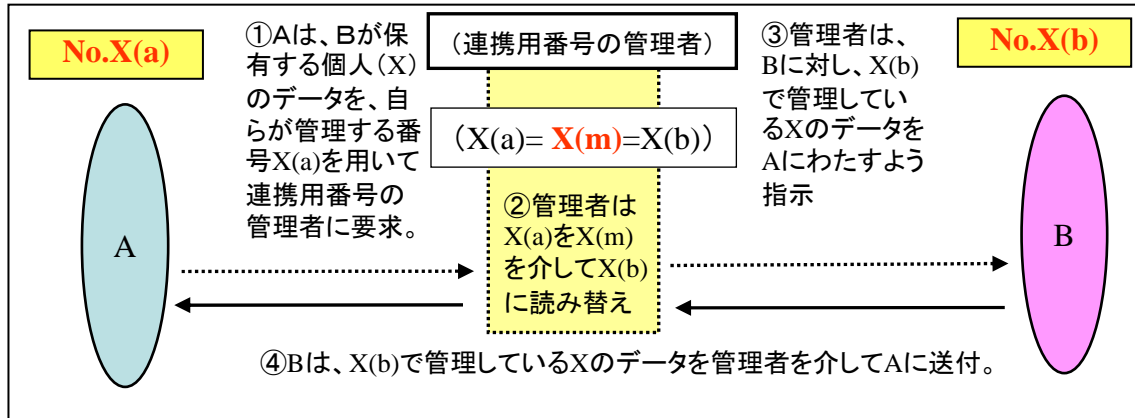 No.X(a)
①Aは、Bが保
有する個人(X)
のデータを、自
らが管理する番
号X(a)を用いて
連携用番号の
管理者に要求。
(連携用番号の管理者)
(X(a)= X(m)=X(b))
②管理者は
X(a)をX(m)
を介してX(b)
に読み替え
③管理者は、
Bに対し、X(b)
で管理してい
るXのデータを
Aにわたすよう
指示
No.X(b)
A
B
④Bは、X(b)で管理しているXのデータを管理者を介してAに送付。